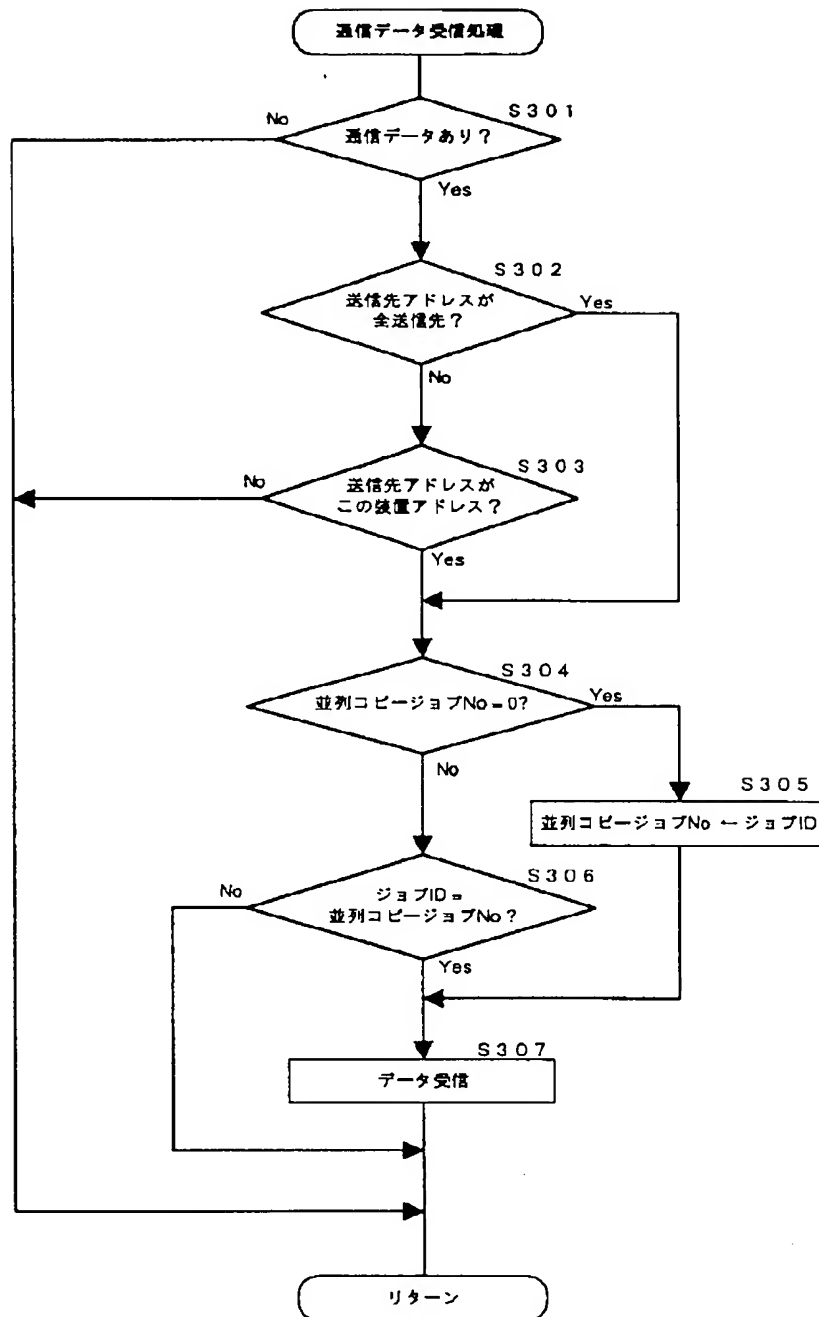 通信データ受信処理
S301
No
通信データあり？
Yes
S302
送信先アドレスが
全送信先？
Yes
No
S303
No
送信先アドレスが
この装置アドレス？
Yes
S304
並列コピージョブNo=0?
Yes
No
S305
並列コピージョブNo ← ジョブID
S306
No
ジョブID=
並列コピージョブNo？
Yes
S307
データ受信
リターン